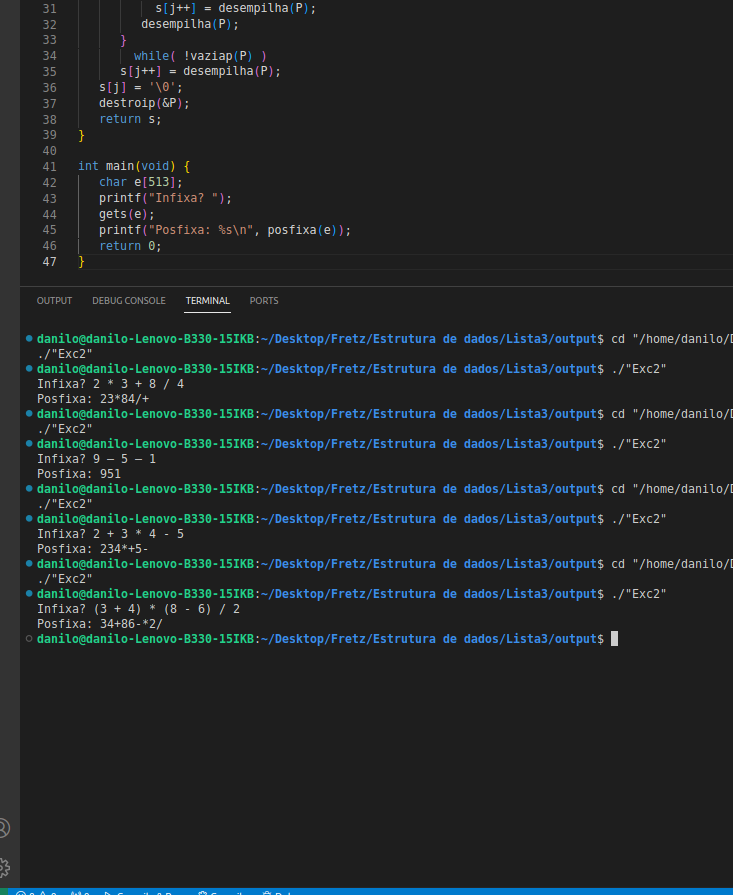 31 s[j++] = desempilha(P);
32 desempilha(P);
33 }
34 while( !vaziap(P) )
35 s[j++] = desempilha(P);
36 s[j] = '\0';
37 destroip(&P);
38 return s;
39 }
40
41 int main(void) {
42 char e[513];
43 printf("Infixa? ");
44 gets(e);
45 printf("Posfixa: %s\n", posfixa(e));
46 return 0;
47 }
OUTPUT DEBUG CONSOLE TERMINAL PORTS
danilo@danilo-Lenovo-B330-15IKB:~/Desktop/Fretz/Estrutura de dados/Lista3/output$ cd "/home/danilo/D
./"Exc2"
danilo@danilo-Lenovo-B330-15IKB:~/Desktop/Fretz/Estrutura de dados/Lista3/output$ ./"Exc2"
Infixa? 2 * 3 + 8 / 4
Posfixa: 23*84/+
danilo@danilo-Lenovo-B330-15IKB:~/Desktop/Fretz/Estrutura de dados/Lista3/output$ cd "/home/danilo/D
./"Exc2"
danilo@danilo-Lenovo-B330-15IKB:~/Desktop/Fretz/Estrutura de dados/Lista3/output$ ./"Exc2"
Infixa? 9 – 5 – 1
Posfixa: 951
danilo@danilo-Lenovo-B330-15IKB:~/Desktop/Fretz/Estrutura de dados/Lista3/output$ cd "/home/danilo/D
./"Exc2"
danilo@danilo-Lenovo-B330-15IKB:~/Desktop/Fretz/Estrutura de dados/Lista3/output$ ./"Exc2"
Infixa? 2 + 3 * 4 - 5
Posfixa: 234*+5-
danilo@danilo-Lenovo-B330-15IKB:~/Desktop/Fretz/Estrutura de dados/Lista3/output$ cd "/home/danilo/D
./"Exc2"
danilo@danilo-Lenovo-B330-15IKB:~/Desktop/Fretz/Estrutura de dados/Lista3/output$ ./"Exc2"
Infixa? (3 + 4) * (8 - 6) / 2
Posfixa: 34+86-*2/
danilo@danilo-Lenovo-B330-15IKB:~/Desktop/Fretz/Estrutura de dados/Lista3/output$